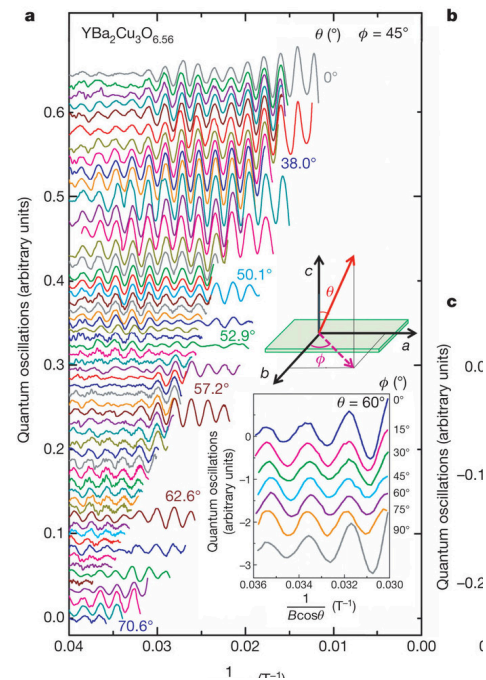 a
b
YBa₂Cu₃O₆.₅₆
θ (°) ϕ = 45°
0°
38.0°
50.1°
52.9°
57.2°
62.6°
70.6°
0.6
0.5
0.4
0.3
0.2
0.1
0.0
Quantum oscillations (arbitrary units)
0.04
0.03
0.02
0.01
0.00
1
(T⁻¹)
c
θ
a
ϕ
b
ϕ (°)
θ = 60°
0°
15°
30°
45°
60°
75°
90°
0
−1
−2
−3
Quantum oscillations
(arbitrary units)
0.036
0.034
0.032
0.030
1
Bcosθ (T⁻¹)
c
0.0
−0.1
−0.2
Quantum oscillations (arbitrary units)
0